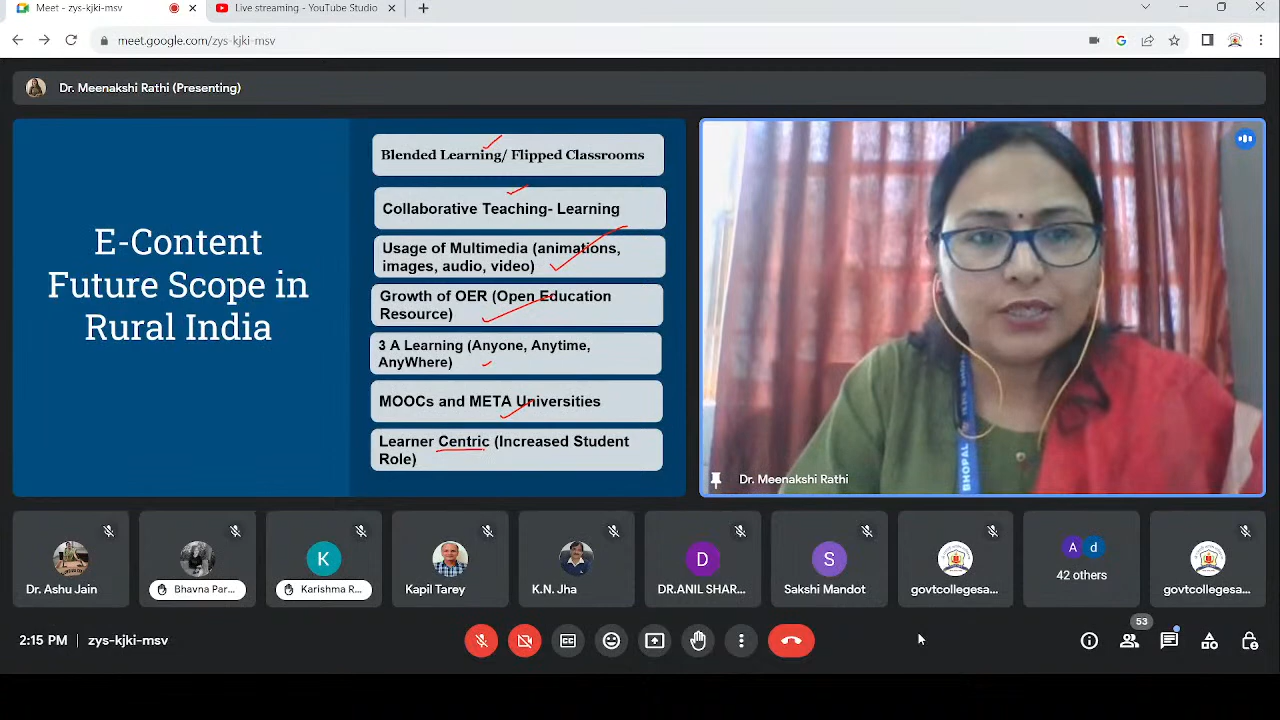 Meet - zys-kjki-msv
Live streaming - YouTube Studio
meet.google.com/zys-kjki-msv
Dr. Meenakshi Rathi (Presenting)
E-Content
Future Scope in
Rural India
Blended Learning/ Flipped Classrooms
Collaborative Teaching- Learning
Usage of Multimedia (animations,
images, audio, video)
Growth of OER (Open Education
Resource)
3 A Learning (Anyone, Anytime,
AnyWhere)
MOOCs and META Universities
Learner Centric (Increased Student
Role)
BHOPAL
Dr. Meenakshi Rathi
K
D
S
A d
42 others
Dr. Ashu Jain
Bhavna Par...
Karishma R...
Kapil Tarey
K.N. Jha
DR.ANIL SHAR...
Sakshi Mandot
govtcollegesa...
govtcollegesa...
2:15 PM | zys-kjki-msv
53